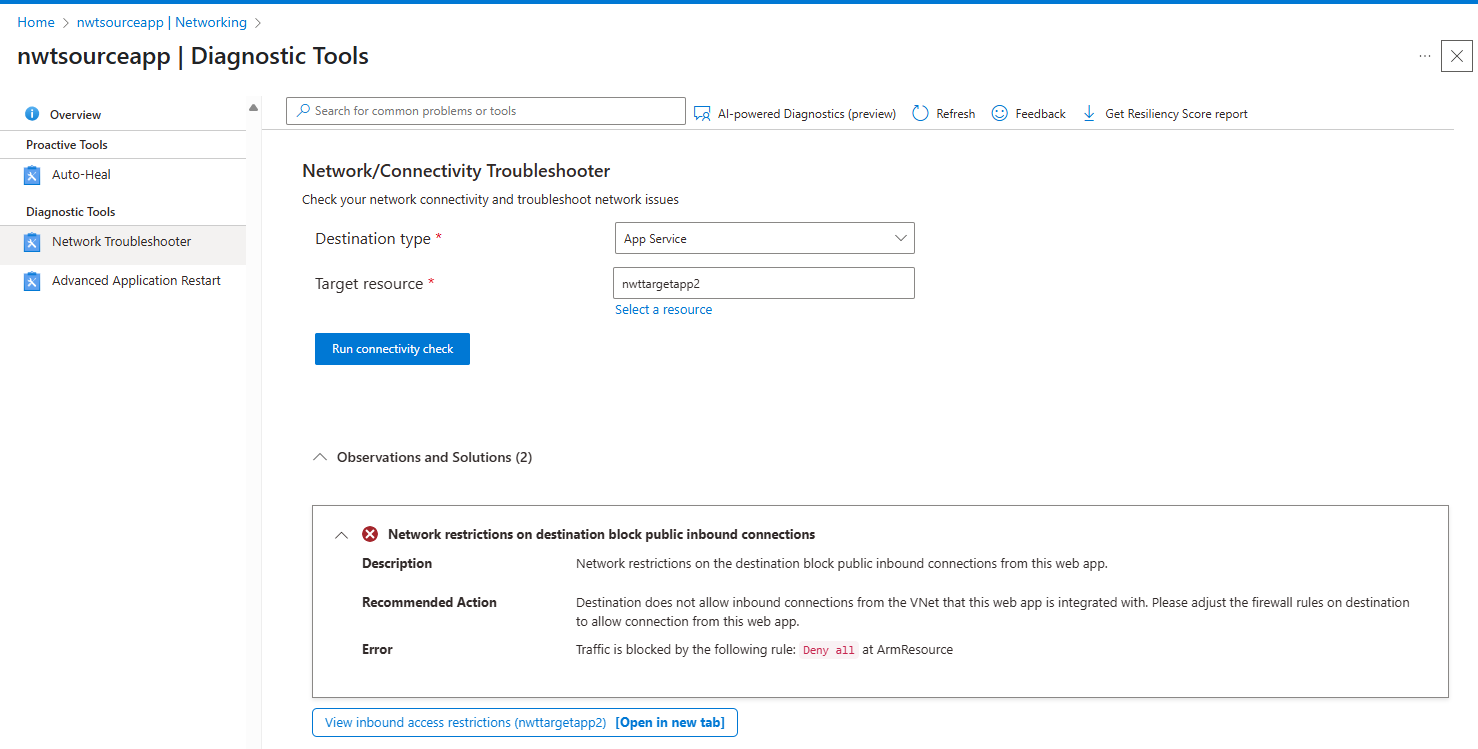 Home > nwtsourceapp | Networking >
nwtsourceapp | Diagnostic Tools
Overview
Proactive Tools
Auto-Heal
Diagnostic Tools
Network Troubleshooter
Advanced Application Restart
Search for common problems or tools
AI-powered Diagnostics (preview)
Refresh
Feedback
Get Resiliency Score report
Network/Connectivity Troubleshooter
Check your network connectivity and troubleshoot network issues
Destination type *
App Service
Target resource *
nwttargetapp2
Select a resource
Run connectivity check
Observations and Solutions (2)
Network restrictions on destination block public inbound connections
Description
Network restrictions on the destination block public inbound connections from this web app.
Recommended Action
Destination does not allow inbound connections from the VNet that this web app is integrated with. Please adjust the firewall rules on destination
to allow connection from this web app.
Error
Traffic is blocked by the following rule: Deny all at ArmResource
View inbound access restrictions (nwttargetapp2) [Open in new tab]